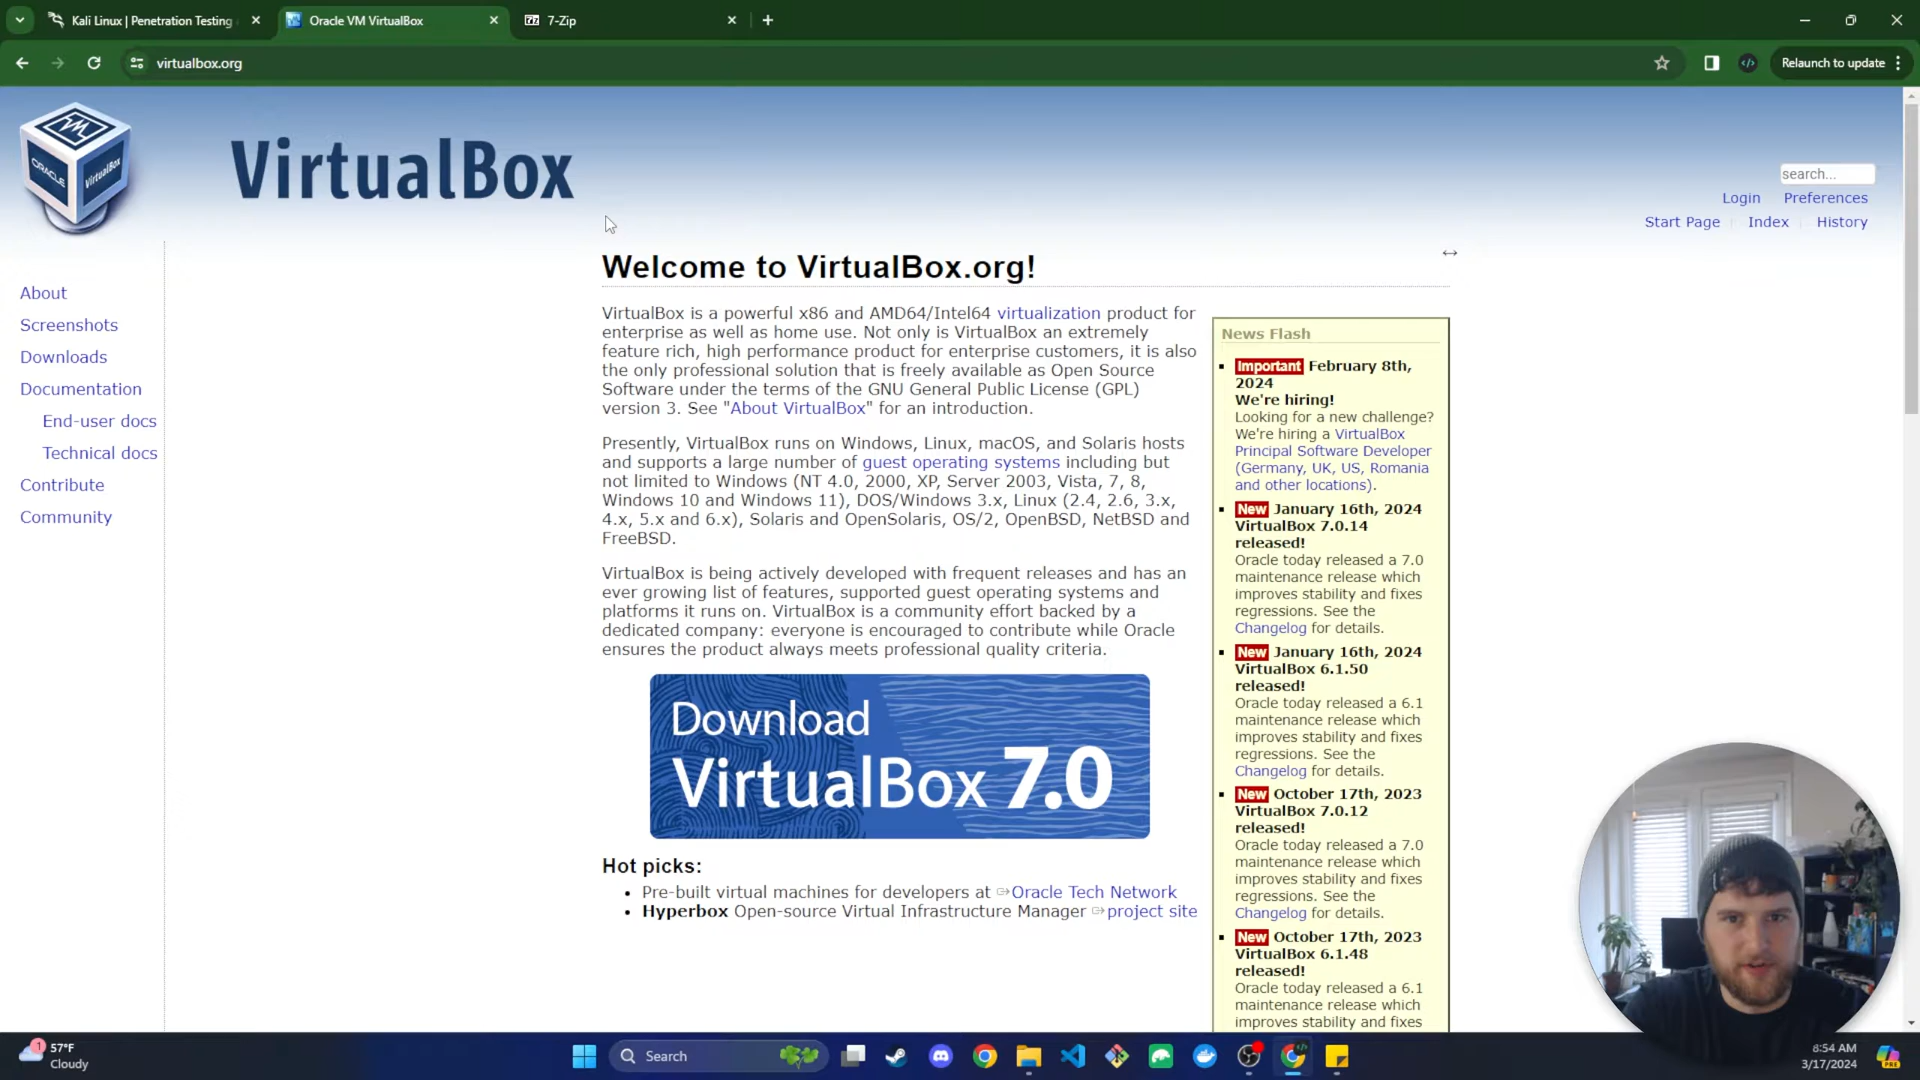 Kali Linux | Penetration Testing
Oracle VM VirtualBox
7-Zip
virtualbox.org
Relaunch to update
ORACLE
VirtualBox
VirtualBox
search...
Login
Preferences
Start Page
Index
History
About
Screenshots
Downloads
Documentation
End-user docs
Technical docs
Contribute
Community
Welcome to VirtualBox.org!
VirtualBox is a powerful x86 and AMD64/Intel64 virtualization product for
enterprise as well as home use. Not only is VirtualBox an extremely
feature rich, high performance product for enterprise customers, it is also
the only professional solution that is freely available as Open Source
Software under the terms of the GNU General Public License (GPL)
version 3. See "About VirtualBox" for an introduction.
Presently, VirtualBox runs on Windows, Linux, macOS, and Solaris hosts
and supports a large number of guest operating systems including but
not limited to Windows (NT 4.0, 2000, XP, Server 2003, Vista, 7, 8,
Windows 10 and Windows 11), DOS/Windows 3.x, Linux (2.4, 2.6, 3.x,
4.x, 5.x and 6.x), Solaris and OpenSolaris, OS/2, OpenBSD, NetBSD and
FreeBSD.
VirtualBox is being actively developed with frequent releases and has an
ever growing list of features, supported guest operating systems and
platforms it runs on. VirtualBox is a community effort backed by a
dedicated company: everyone is encouraged to contribute while Oracle
ensures the product always meets professional quality criteria.
Download
VirtualBox 7.0
Hot picks:
Pre-built virtual machines for developers at Oracle Tech Network
Hyperbox Open-source Virtual Infrastructure Manager project site
News Flash
Important February 8th,
2024
We're hiring!
Looking for a new challenge?
We're hiring a VirtualBox
Principal Software Developer
(Germany, UK, US, Romania
and other locations).
New January 16th, 2024
VirtualBox 7.0.14
released!
Oracle today released a 7.0
maintenance release which
improves stability and fixes
regressions. See the
Changelog for details.
New January 16th, 2024
VirtualBox 6.1.50
released!
Oracle today released a 6.1
maintenance release which
improves stability and fixes
regressions. See the
Changelog for details.
New October 17th, 2023
VirtualBox 7.0.12
released!
Oracle today released a 7.0
maintenance release which
improves stability and fixes
regressions. See the
Changelog for details.
New October 17th, 2023
VirtualBox 6.1.48
released!
Oracle today released a 6.1
maintenance release which
improves stability and fixes
1
57°F
Cloudy
Search
8:54 AM
3/17/2024
PRE